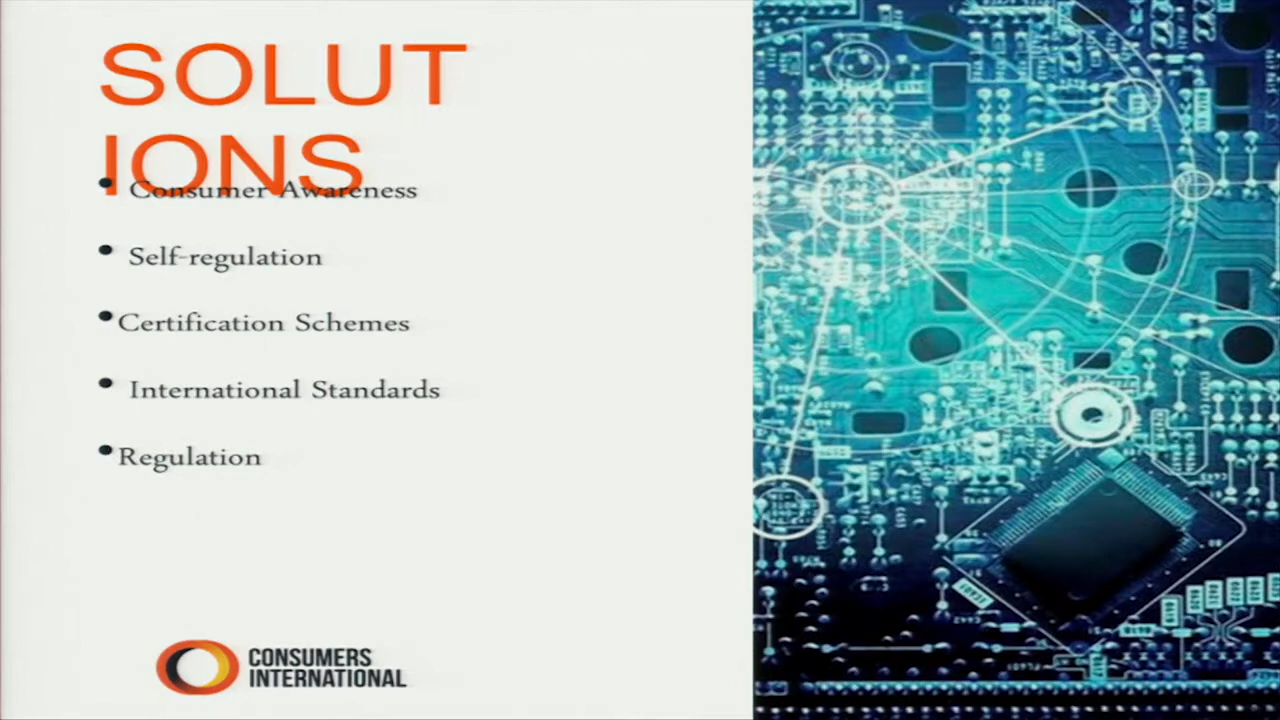 SOLUT
IONS
• Consumer Awareness
• Self-regulation
• Certification Schemes
• International Standards
• Regulation
CONSUMERS
INTERNATIONAL